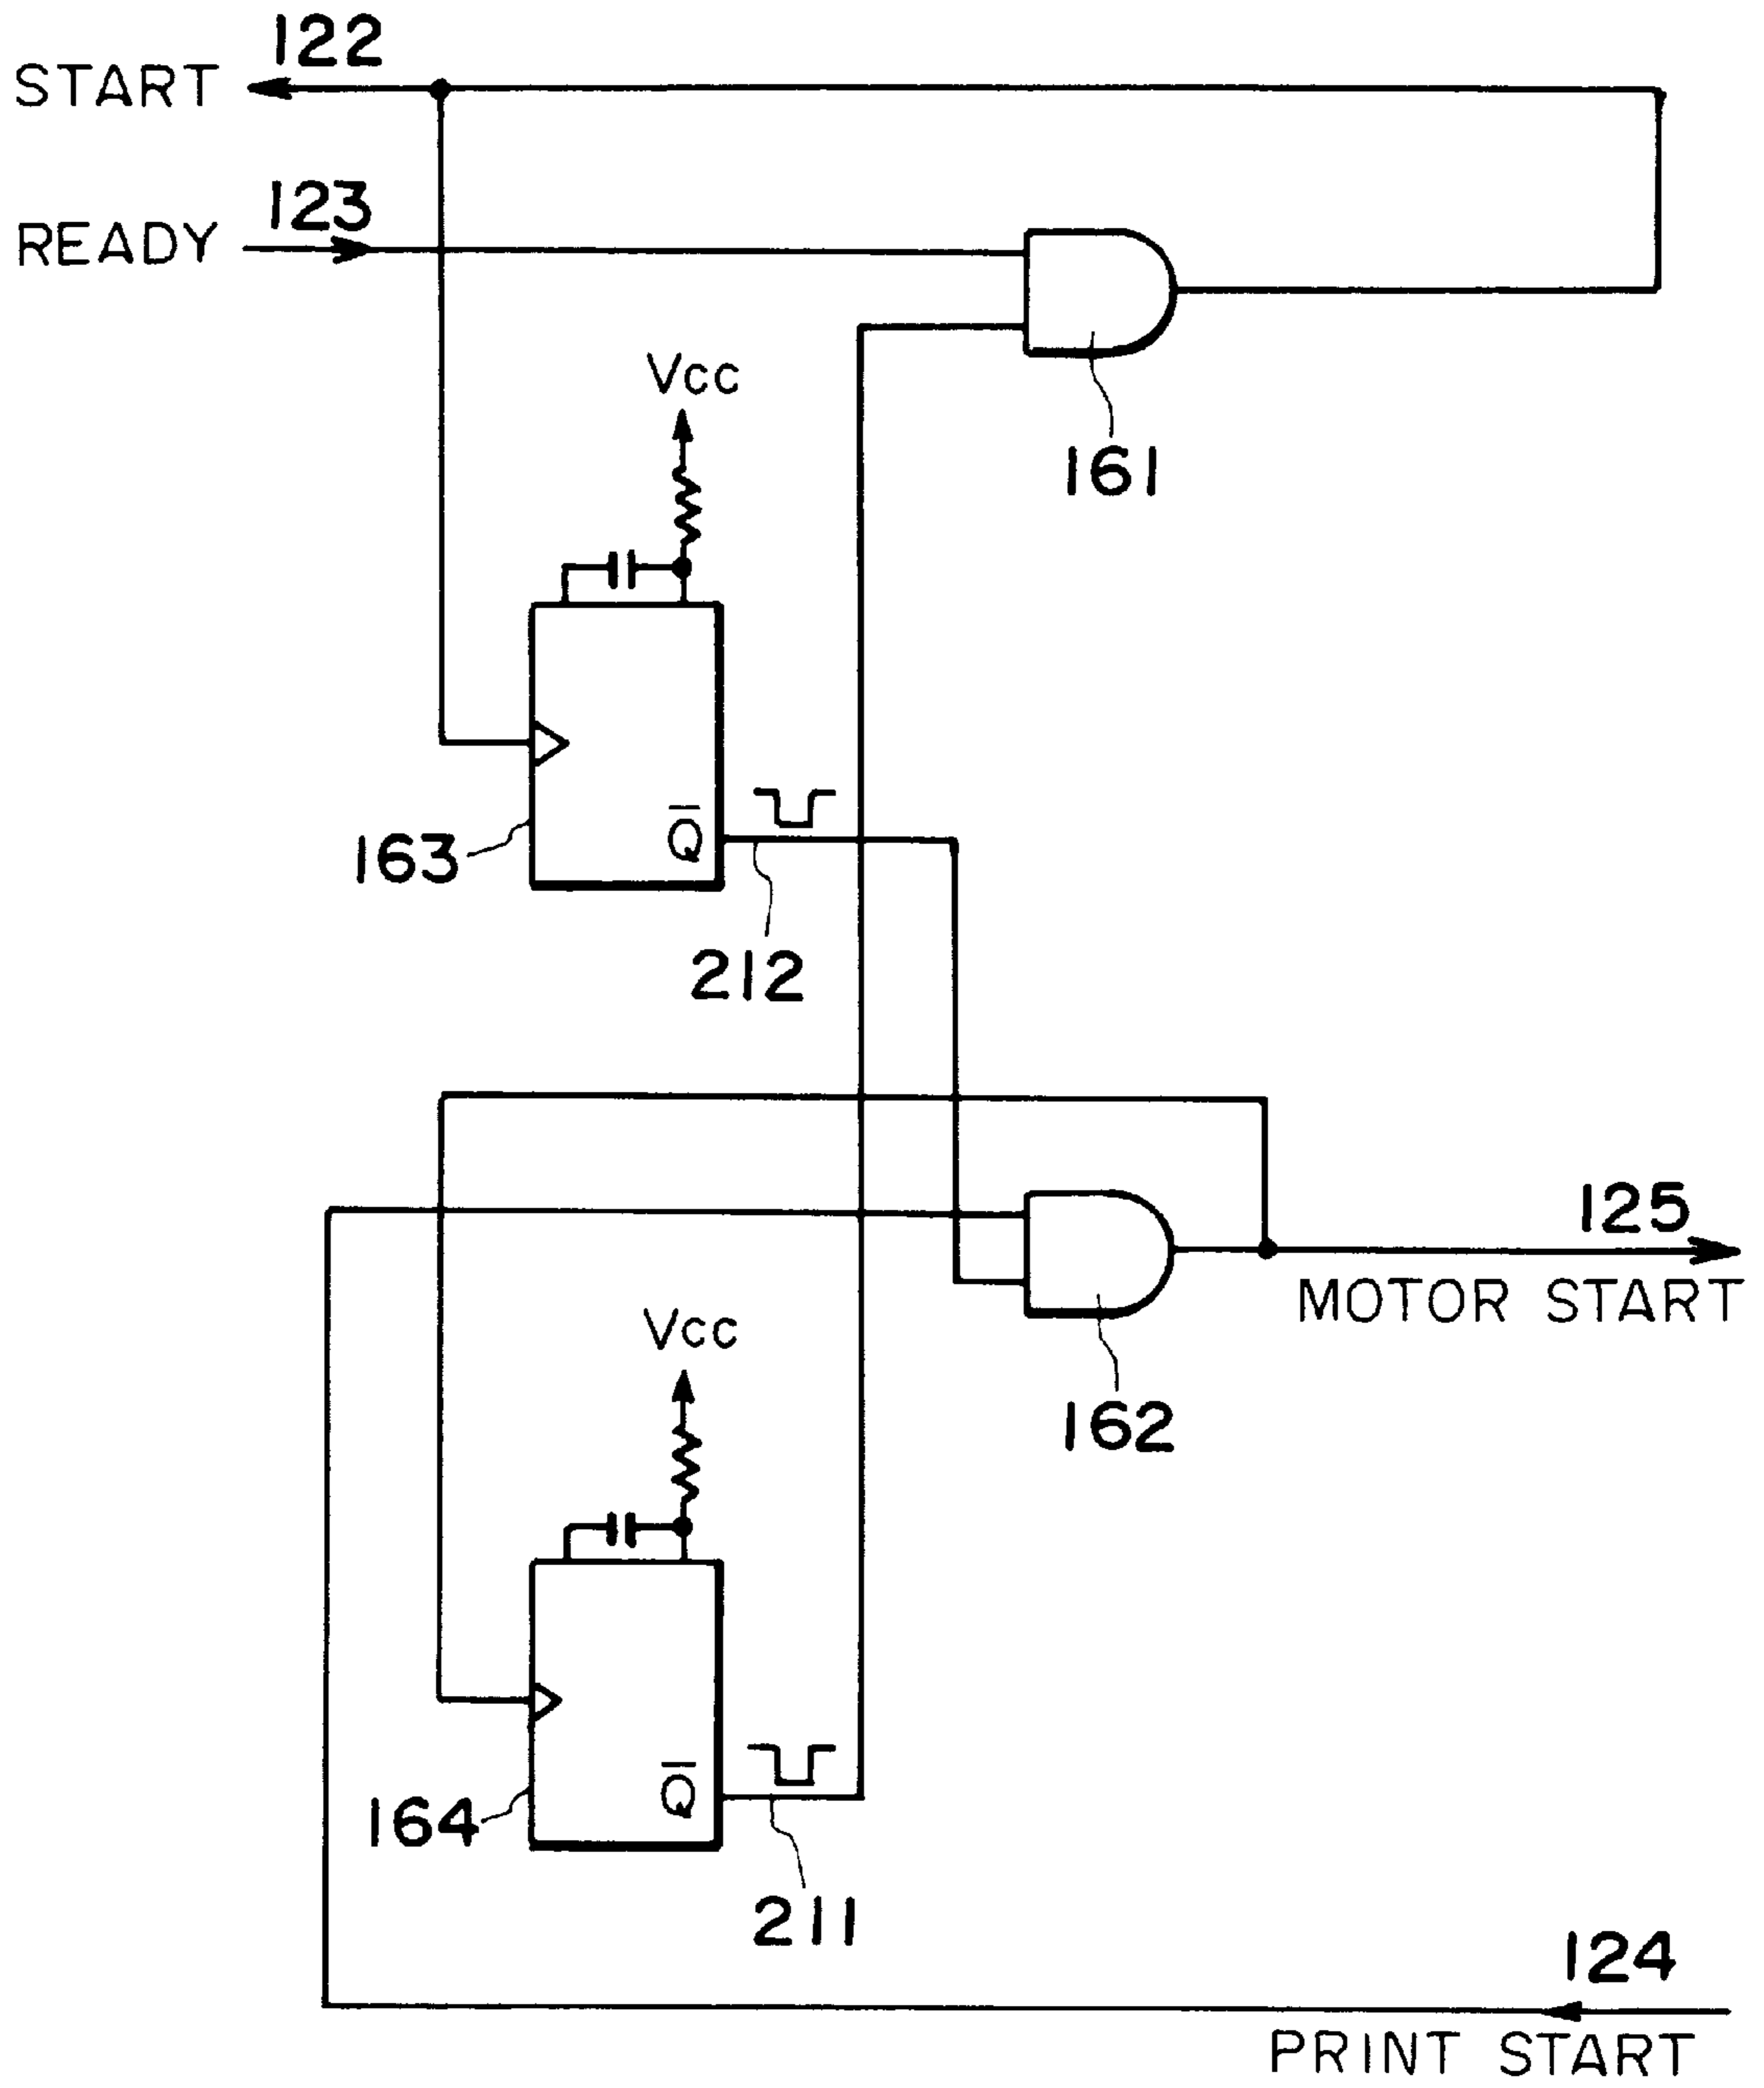 122
START
123
READY
Vcc
161
Q̅
163
212
125
MOTOR START
Vcc
162
Q̅
164
211
124
PRINT START